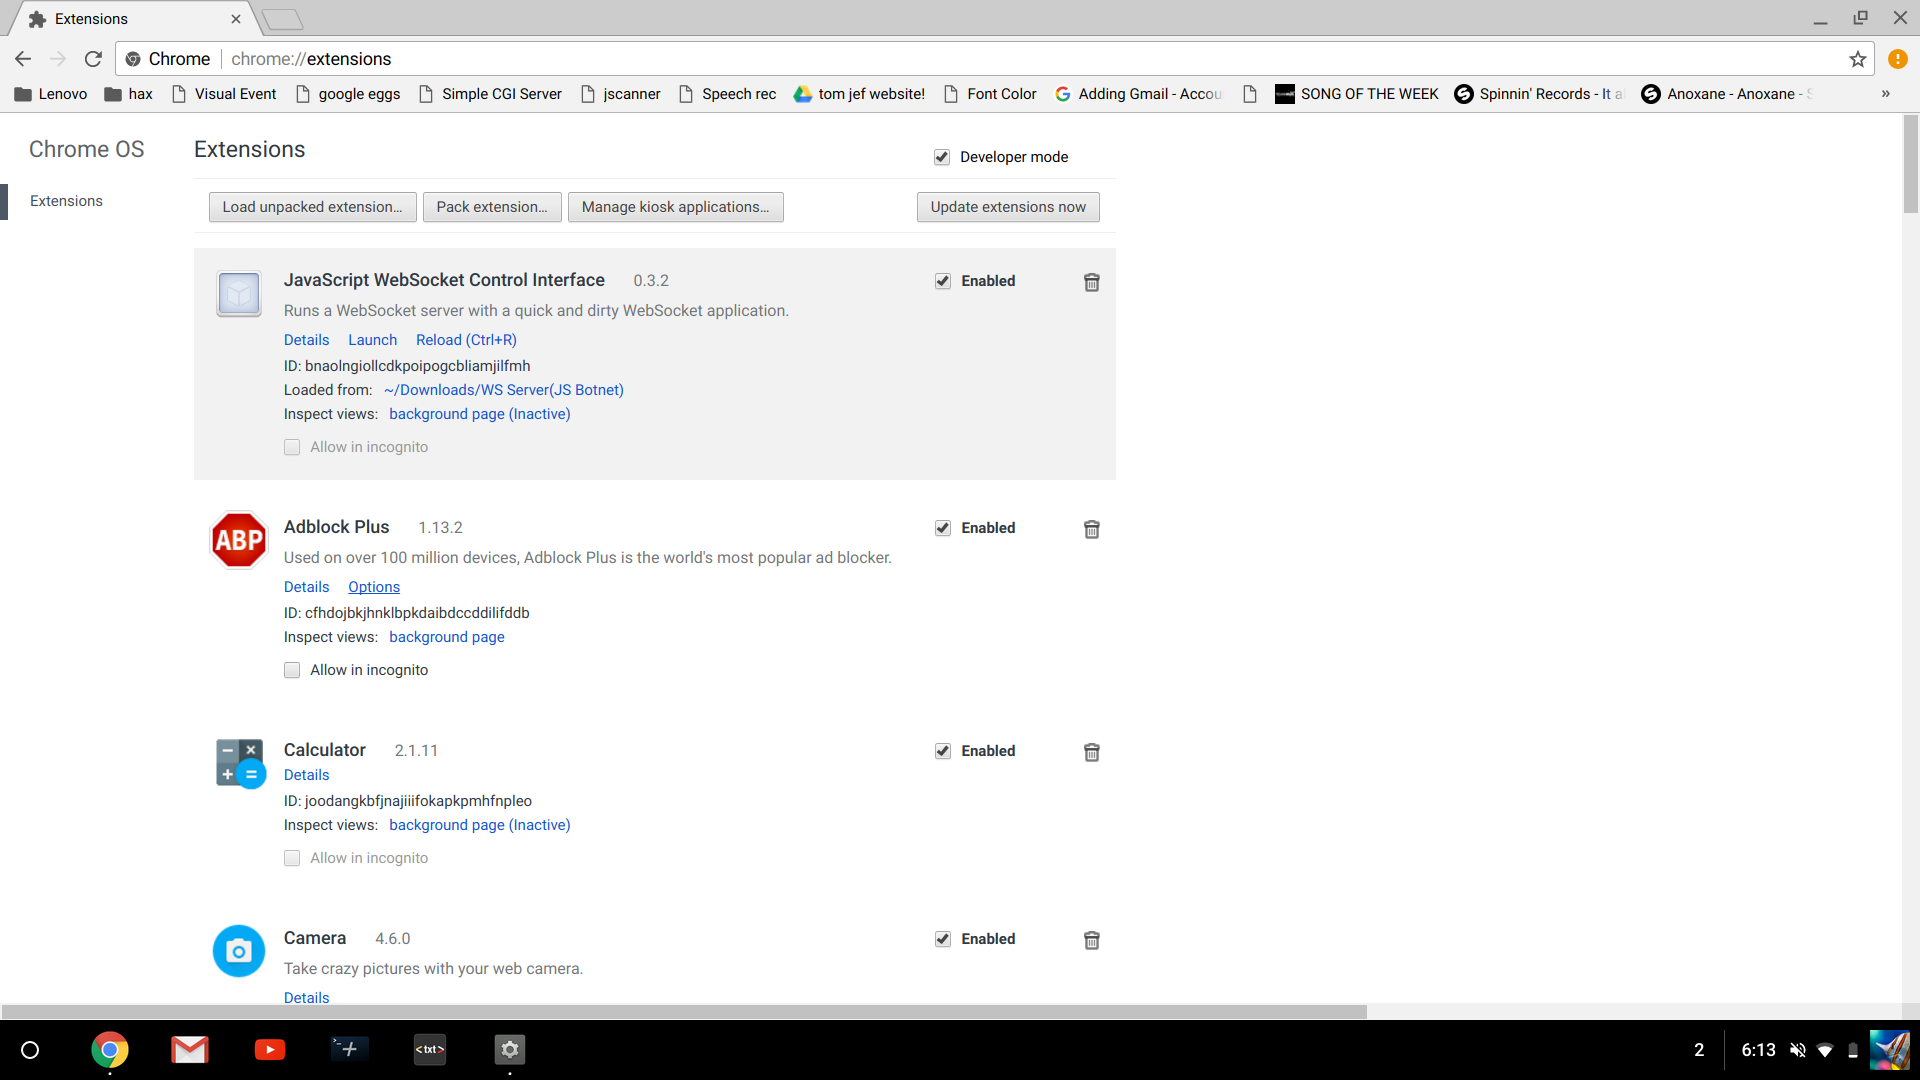 Extensions
Chrome chrome://extensions
Lenovo hax Visual Event google eggs Simple CGI Server jscanner Speech rec tom jef website! Font Color Adding Gmail - Accou SONG OF THE WEEK Spinnin' Records - It a Anoxane - Anoxane - S »
Chrome OS
Extensions
Extensions
Developer mode
Load unpacked extension... Pack extension... Manage kiosk applications... Update extensions now
JavaScript WebSocket Control Interface 0.3.2 Enabled
Runs a WebSocket server with a quick and dirty WebSocket application.
Details Launch Reload (Ctrl+R)
ID: bnaolngiollcdkpoipogcbliamjilfmh
Loaded from: ~/Downloads/WS Server(JS Botnet)
Inspect views: background page (Inactive)
Allow in incognito
ABP
Adblock Plus 1.13.2 Enabled
Used on over 100 million devices, Adblock Plus is the world's most popular ad blocker.
Details Options
ID: cfhdojbkjhnklbpkdaibdccddilifddb
Inspect views: background page
Allow in incognito
Calculator 2.1.11 Enabled
Details
ID: joodangkbfjnajiiifokapkpmhfnpleo
Inspect views: background page (Inactive)
Allow in incognito
Camera 4.6.0 Enabled
Take crazy pictures with your web camera.
Details
<txt>
2 6:13